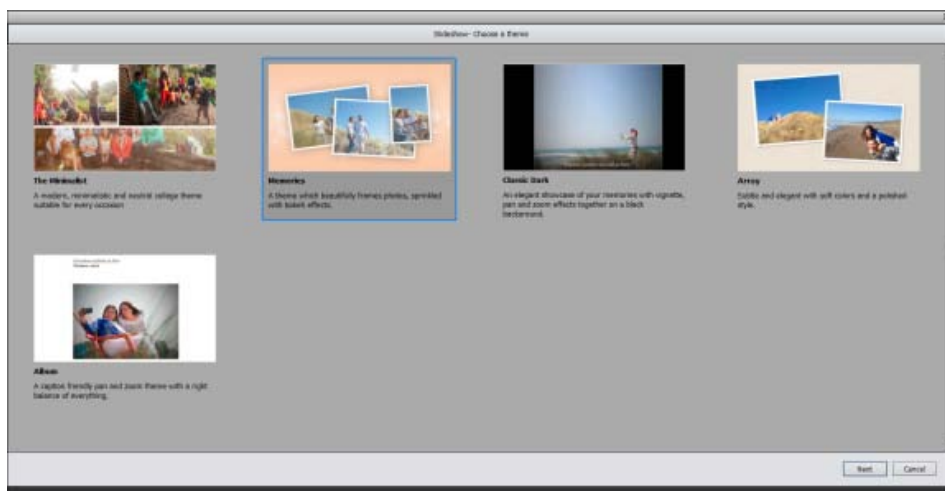 Slideshow- Choose a theme
The Minimalist
A modern, minimalistic and neutral collage theme
suitable for every occasion
Memories
A theme which beautifully frames photos, sprinkled
with bokeh effects.
Classic Dark
An elegant showcase of your memories with vignette,
pan and zoom effects together on a black
background.
Array
Subtle and elegant with soft colors and a polished
style.
Album
A caption friendly pan and zoom theme with a right
balance of everything.
Next
Cancel